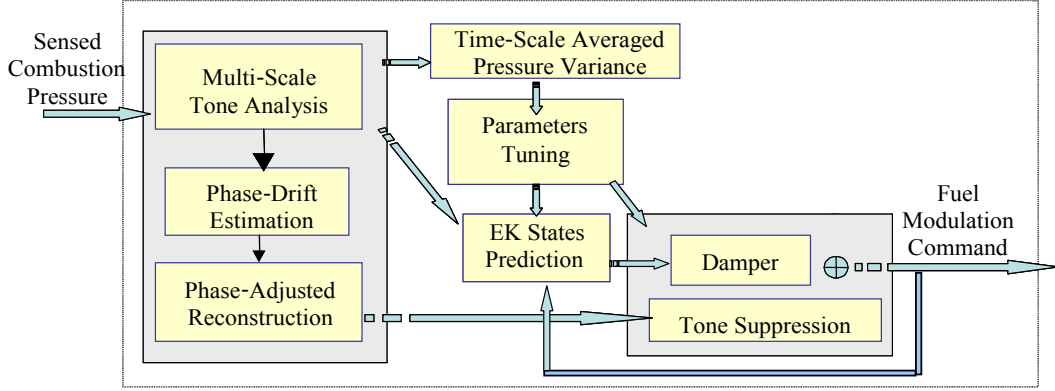 Sensed
Combustion
Pressure
Multi-Scale
Tone Analysis
Phase-Drift
Estimation
Phase-Adjusted
Reconstruction
Time-Scale Averaged
Pressure Variance
Parameters
Tuning
EK States
Prediction
Damper
Tone Suppression
Fuel
Modulation
Command